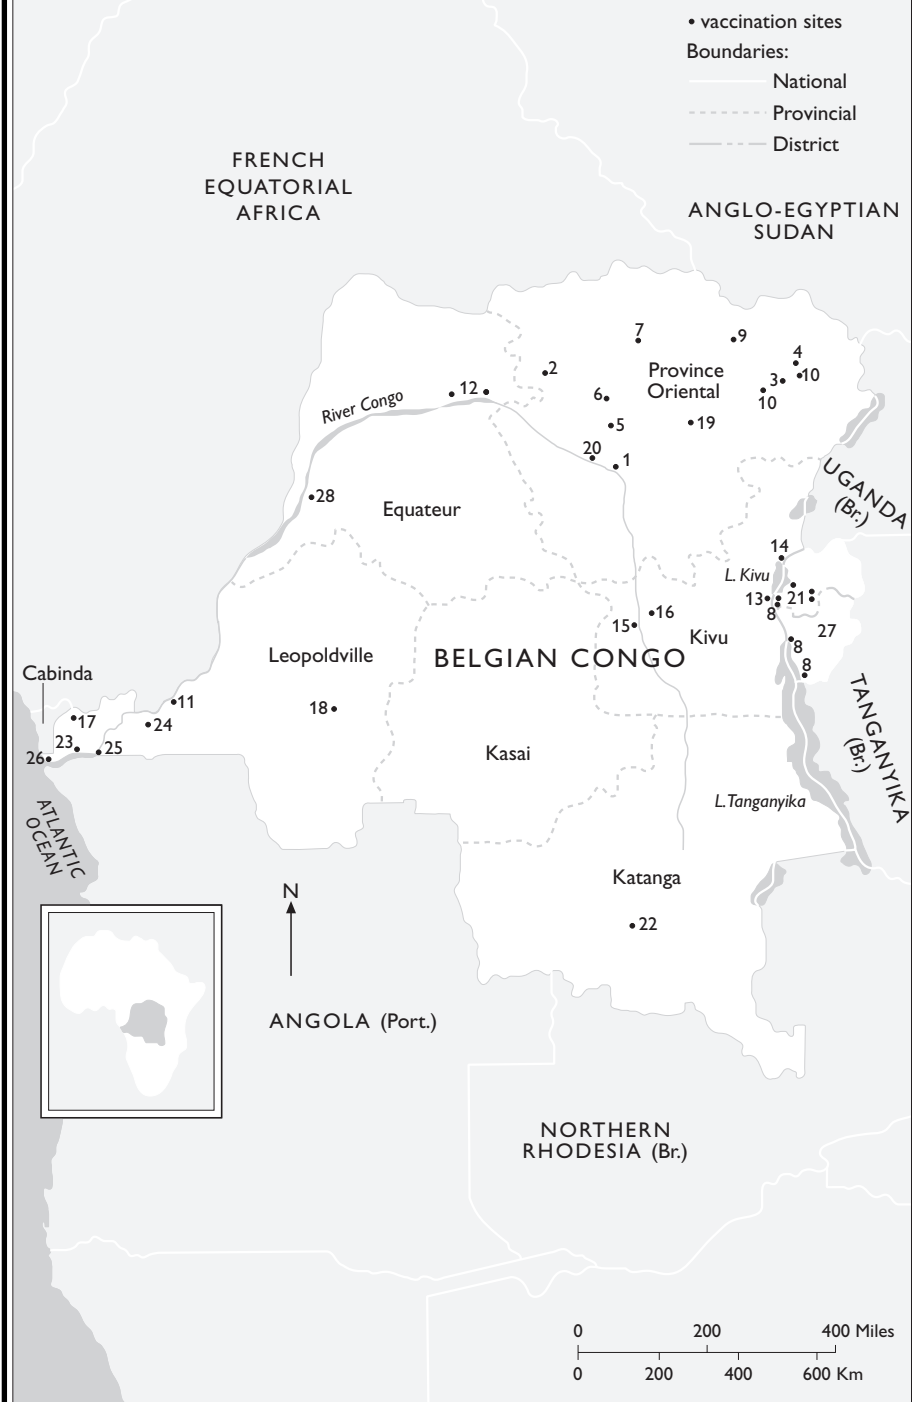 • vaccination sites
Boundaries:
National
Provincial
District
FRENCH
EQUATORIAL
AFRICA
ANGLO-EGYPTIAN
SUDAN
7
9
4
2
Province
Oriental
3
10
12
6
10
River Congo
5
19
20
1
UGANDA
(Br.)
28
Equateur
14
L. Kivu
13
21
8
16
15
27
Kivu
8
Leopoldville
BELGIAN CONGO
8
Cabinda
11
18
17
24
TANGANYIKA
(Br.)
23
25
26
Kasai
ATLANTIC
OCEAN
L.Tanganyika
Katanga
N
22
ANGOLA (Port.)
NORTHERN
RHODESIA (Br.)
0 200 400 Miles
0 200 400 600 Km